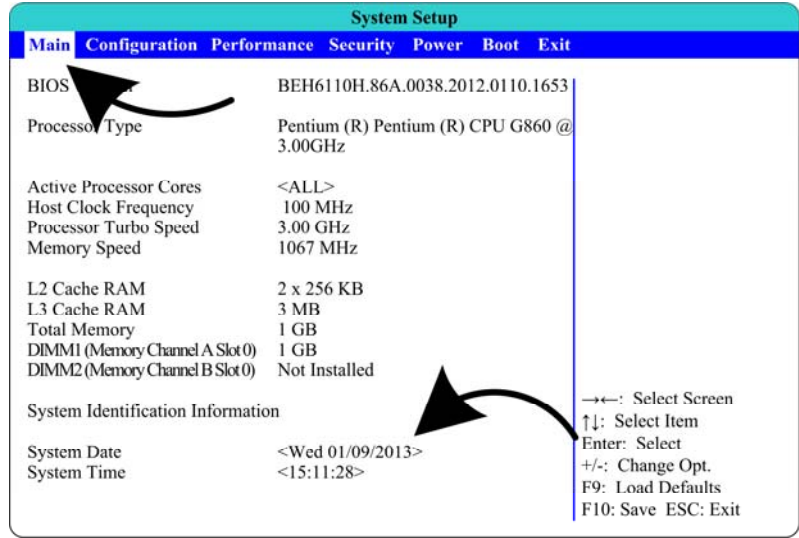 System Setup
Main Configuration Performance Security Power Boot Exit
BIOS BEH6110H.86A.0038.2012.0110.1653
Processor Type Pentium (R) Pentium (R) CPU G860 @
3.00GHz
Active Processor Cores <ALL>
Host Clock Frequency 100 MHz
Processor Turbo Speed 3.00 GHz
Memory Speed 1067 MHz
L2 Cache RAM 2 x 256 KB
L3 Cache RAM 3 MB
Total Memory 1 GB
DIMM1 (Memory Channel A Slot 0) 1 GB
DIMM2 (Memory Channel B Slot 0) Not Installed
System Identification Information
System Date <Wed 01/09/2013>
System Time <15:11:28>
→←: Select Screen
↑↓: Select Item
Enter: Select
+/-: Change Opt.
F9: Load Defaults
F10: Save ESC: Exit